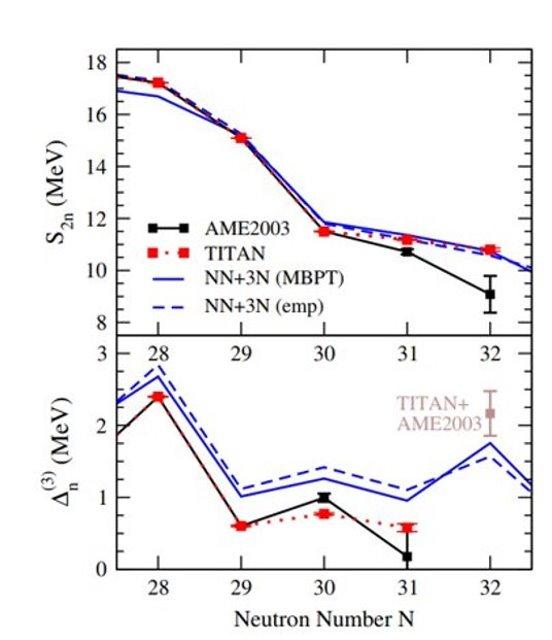 18
16
14
12
10
8
S2n (MeV)
AME2003
TITAN
NN+3N (MBPT)
NN+3N (emp)
28 29 30 31 32
3
2
1
0
Δn(3) (MeV)
TITAN+
AME2003
28 29 30 31 32
Neutron Number N